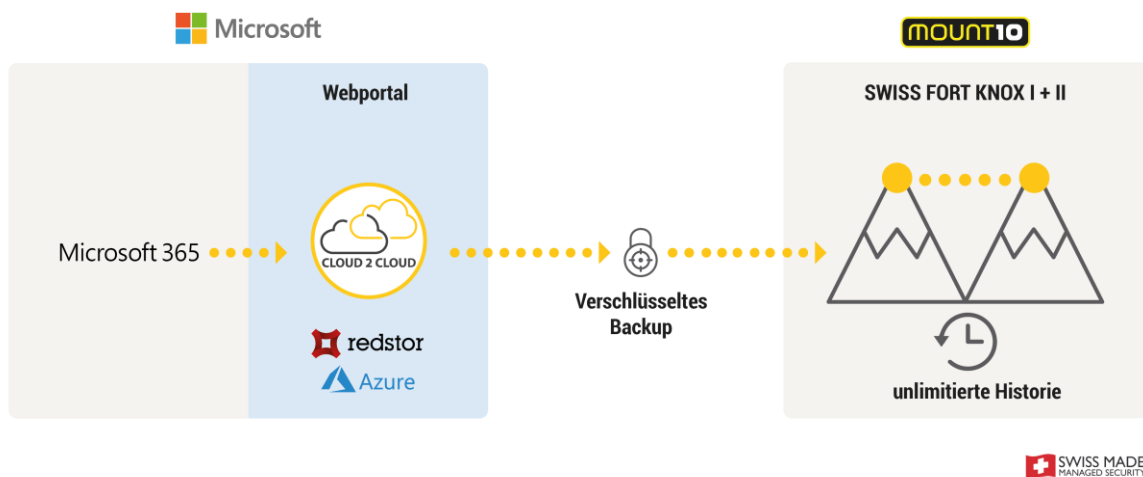 Microsoft
MOUNT10
Webportal
SWISS FORT KNOX I + II
Microsoft 365
CLOUD 2 CLOUD
Verschlüsseltes
Backup
redstor
Azure
unlimitierte Historie
SWISS MADE
MANAGED SECURITY